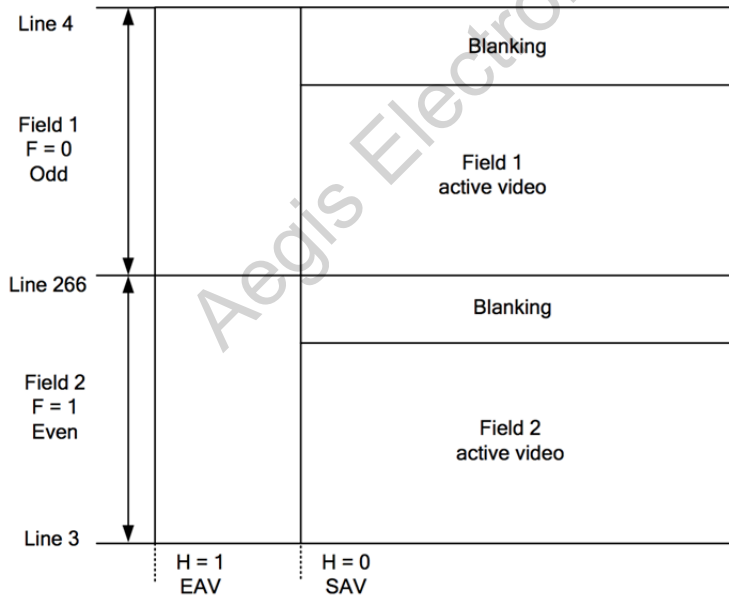 Line 4
Blanking
Field 1
F = 0
Odd
Field 1
active video
Aegis
Line 266
Blanking
Field 2
F = 1
Even
Field 2
active video
Line 3
H = 1
EAV
H = 0
SAV